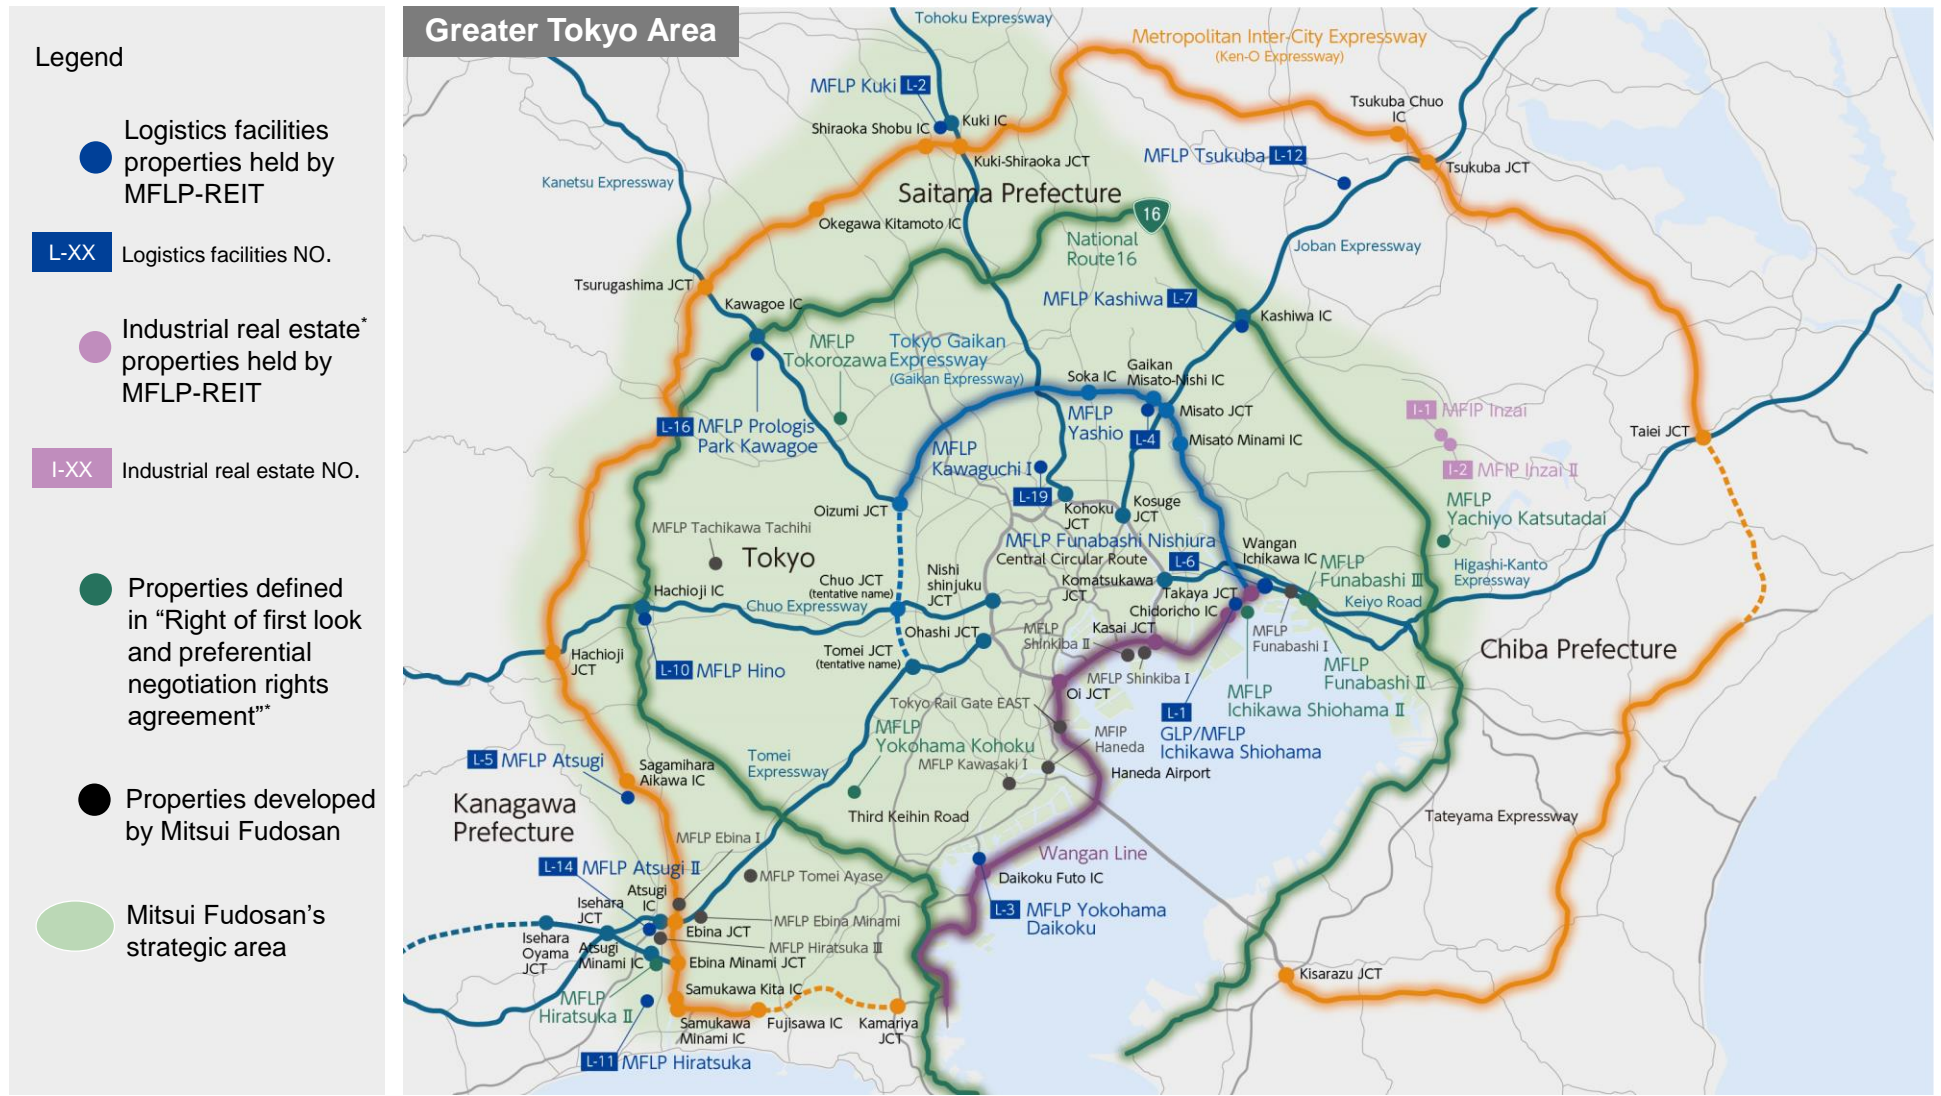 Legend
Logistics facilities
properties held by
MFLP-REIT
L-XX
Logistics facilities NO.
Industrial real estate*
properties held by
MFLP-REIT
I-XX
Industrial real estate NO.
Properties defined
in “Right of first look
and preferential
negotiation rights
agreement”*
Properties developed
by Mitsui Fudosan
Mitsui Fudosan’s
strategic area
Greater Tokyo Area
Tohoku Expressway
Metropolitan Inter-City Expressway
(Ken-O Expressway)
MFLP Kuki
L-2
Shiraoka Shobu IC
Kuki IC
Kuki-Shiraoka JCT
Tsukuba Chuo
IC
MFLP Tsukuba
L-12
Tsukuba JCT
Kanetsu Expressway
Saitama Prefecture
Okegawa Kitamoto IC
16
National
Route16
Joban Expressway
Tsurugashima JCT
Kawagoe IC
MFLP Kashiwa
L-7
Kashiwa IC
MFLP
Tokorozawa
Tokyo Gaikan
Expressway
(Gaikan Expressway)
Soka IC
Gaikan
Misato-Nishi IC
MFLP
Yashio
L-4
Misato JCT
Misato Minami IC
I-1
MFIP Inzai
I-2
MFIP Inzai II
Taiei JCT
L-16
MFLP Prologis
Park Kawagoe
MFLP
Kawaguchi I
L-19
Oizumi JCT
Kohoku
JCT
Kosuge
JCT
MFLP
Yachiyo Katsutadai
MFLP Tachikawa Tachihi
Tokyo
MFLP Funabashi Nishiura
L-6
Central Circular Route
Wangan
Ichikawa IC
MFLP
Funabashi III
Higashi-Kanto
Expressway
Hachioji IC
Chuo JCT
(tentative name)
Chuo Expressway
Nishi
shinjuku
JCT
Komatsukawa
JCT
Takaya JCT
Chidoricho IC
Keiyo Road
Ohashi JCT
Kasai JCT
MFLP
Shinkiba II
MFLP
Funabashi I
Hachioji
JCT
L-10
MFLP Hino
Tomei JCT
(tentative name)
MFLP Shinkiba I
MFLP
Funabashi II
Chiba Prefecture
Oi JCT
MFLP
Ichikawa Shiohama II
Tokyo Rail Gate EAST
L-1
GLP/MFLP
Ichikawa Shiohama
MFLP
Yokohama Kohoku
MFIP
Haneda
L-5
MFLP Atsugi
Sagamihara
Aikawa IC
Tomei
Expressway
MFLP Kawasaki I
Haneda Airport
Kanagawa
Prefecture
Third Keihin Road
Tateyama Expressway
MFLP Ebina I
Wangan Line
L-14
MFLP Atsugi II
MFLP Tomei Ayase
Daikoku Futo IC
Atsugi
IC
Isehara
JCT
L-3
MFLP Yokohama
Daikoku
MFLP Ebina Minami
Ebina JCT
MFLP Hiratsuka III
Isehara
Oyama
JCT
Atsugi
Minami IC
Ebina Minami JCT
Kisarazu JCT
Samukawa Kita IC
MFLP
Hiratsuka II
Samukawa
Minami IC
Fujisawa IC
Kamariya
JCT
L-11
MFLP Hiratsuka